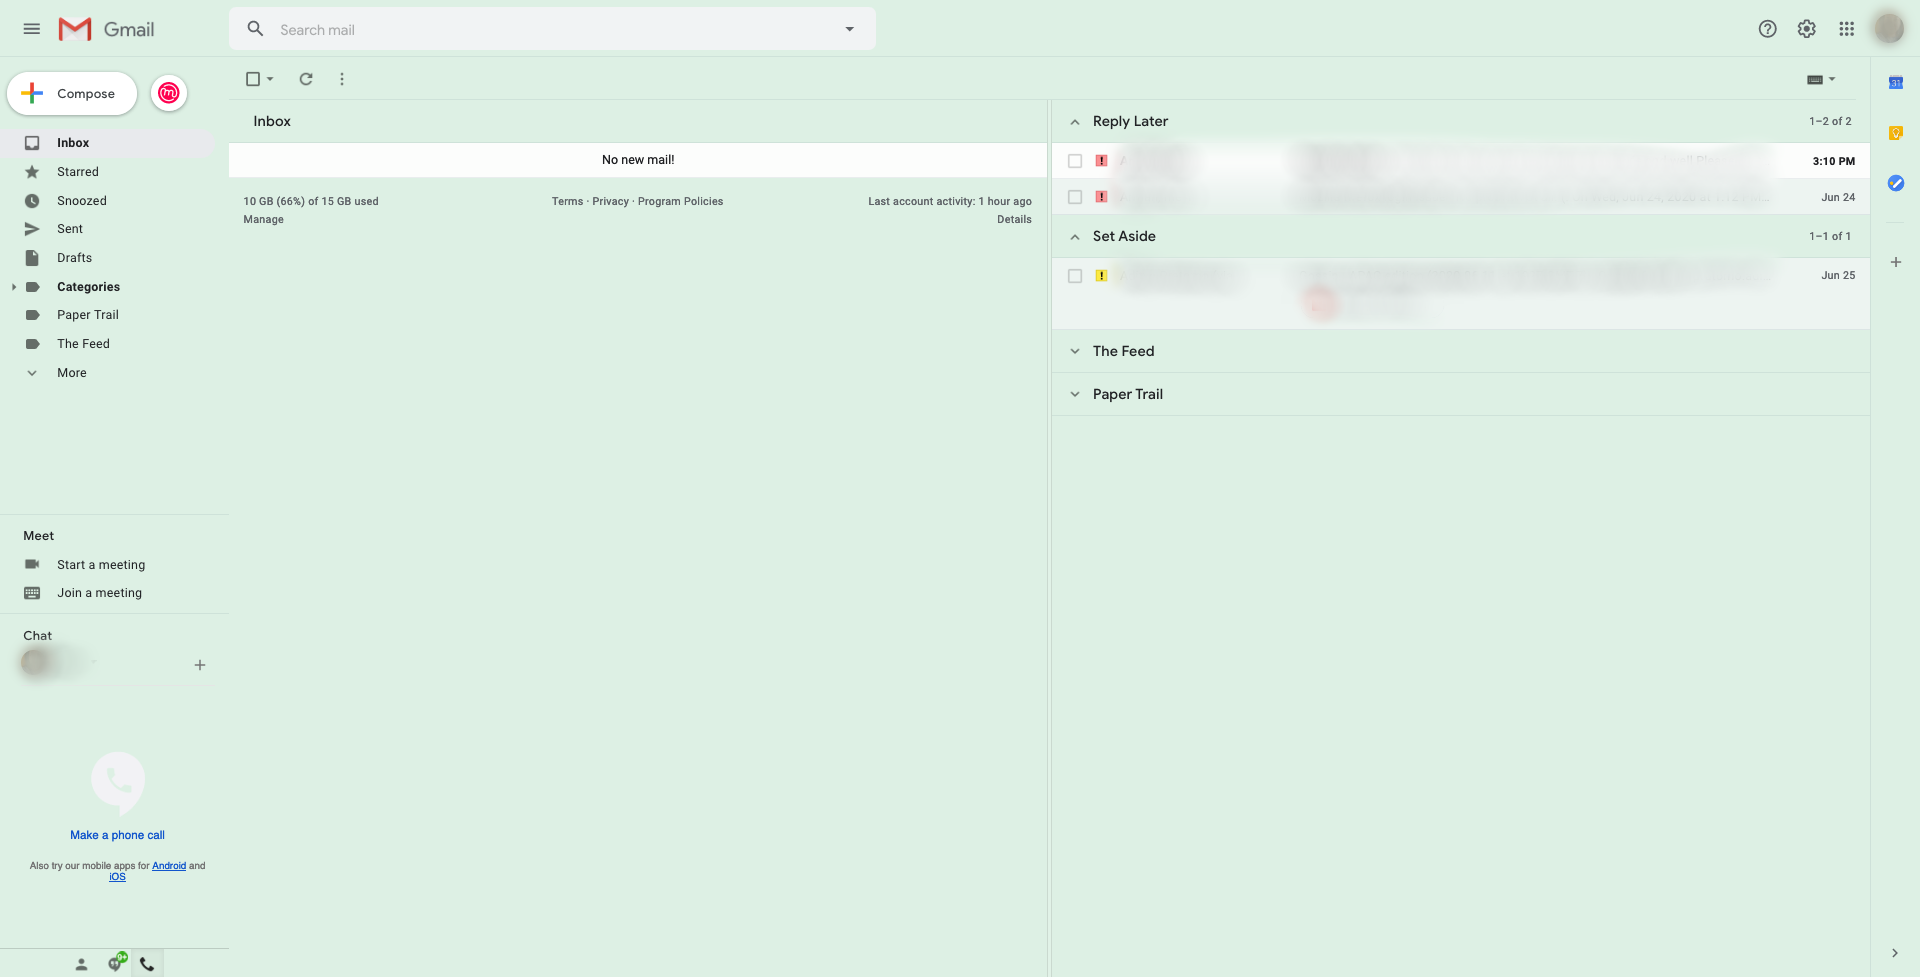 Gmail
Search mail
Compose
Inbox
Starred
Snoozed
Sent
Drafts
Categories
Paper Trail
The Feed
More
Meet
Start a meeting
Join a meeting
Chat
Make a phone call
Also try our mobile apps for Android and
iOS
9+
Inbox
No new mail!
10 GB (66%) of 15 GB used
Manage
Terms · Privacy · Program Policies
Last account activity: 1 hour ago
Details
Reply Later
1–2 of 2
! 3:10 PM
! Jun 24
Set Aside
1–1 of 1
! Jun 25
The Feed
Paper Trail
31